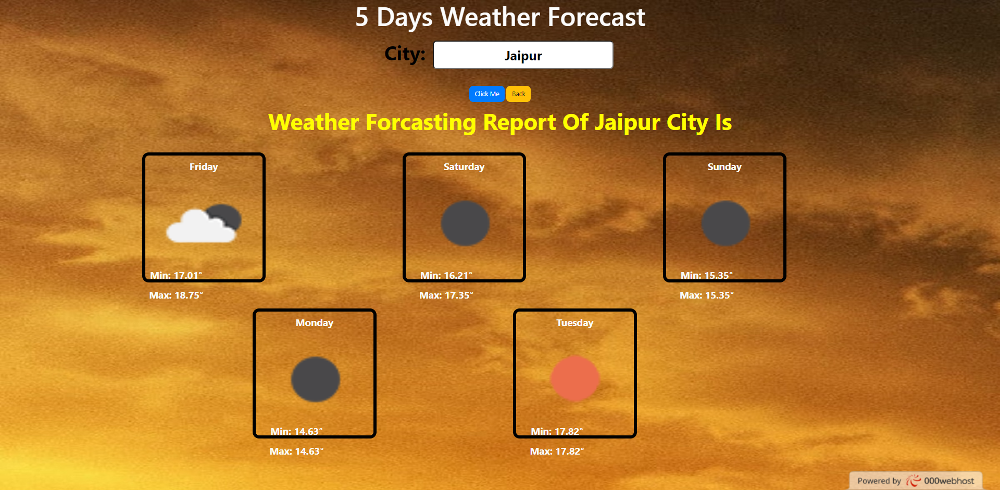 5 Days Weather Forecast
City: Jaipur
Click Me Back
Weather Forcasting Report Of Jaipur City Is
Friday
Min: 17.01°
Max: 18.75°
Saturday
Min: 16.21°
Max: 17.35°
Sunday
Min: 15.35°
Max: 15.35°
Monday
Min: 14.63°
Max: 14.63°
Tuesday
Min: 17.82°
Max: 17.82°
Powered by 000webhost